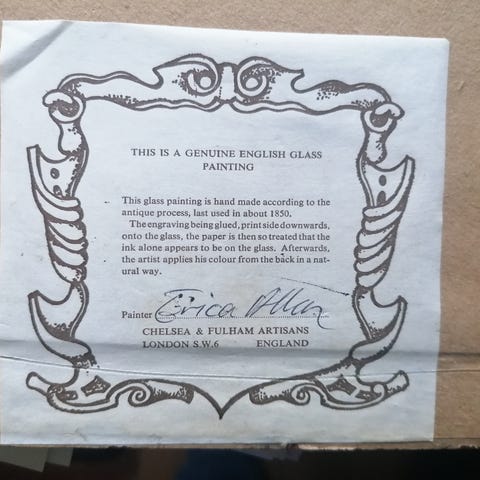 THIS IS A GENUINE ENGLISH GLASS
PAINTING
This glass painting is hand made according to the
antique process, last used in about 1850.
The engraving being glued, print side downwards,
onto the glass, the paper is then so treated that the
ink alone appears to be on the glass. Afterwards,
the artist applies his colour from the back in a nat-
ural way.
Painter Erica Allan
CHELSEA & FULHAM ARTISANS
LONDON S.W.6 ENGLAND